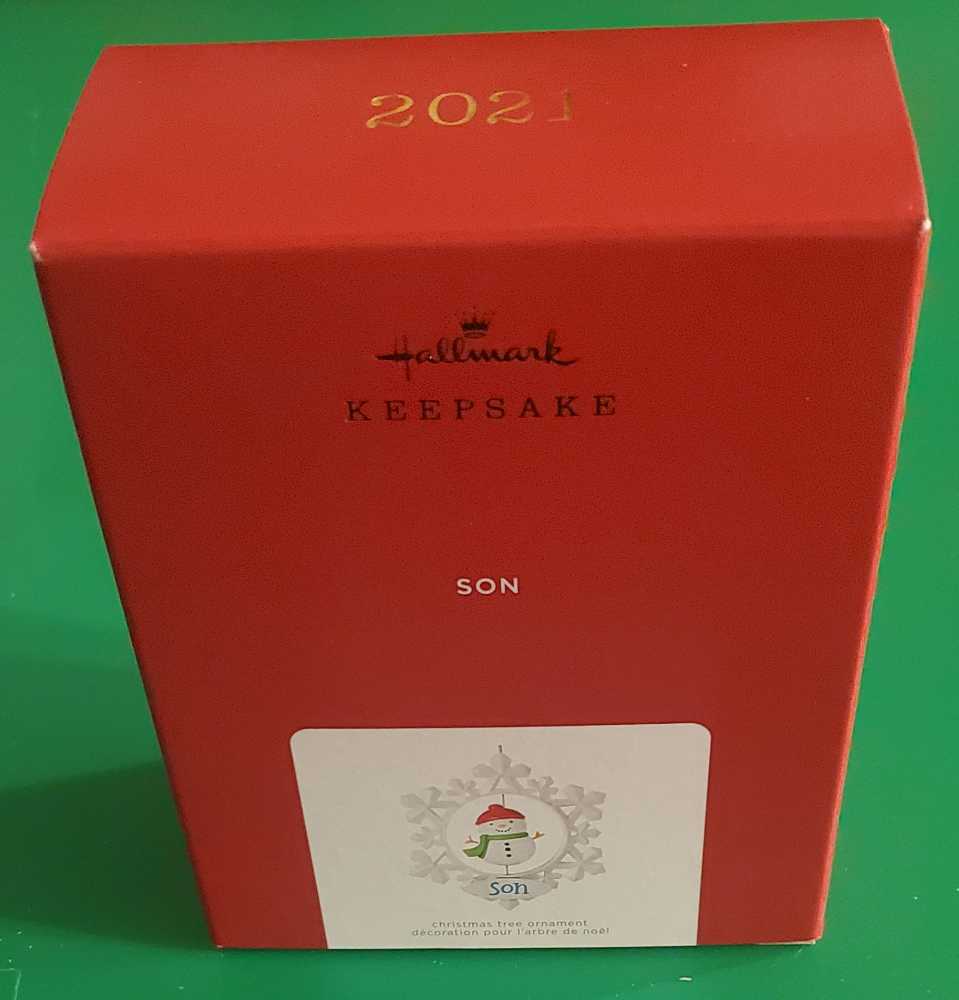 2021
Hallmark
KEEPSAKE
SON
Son
christmas tree ornament
décoration pour l'arbre de noël